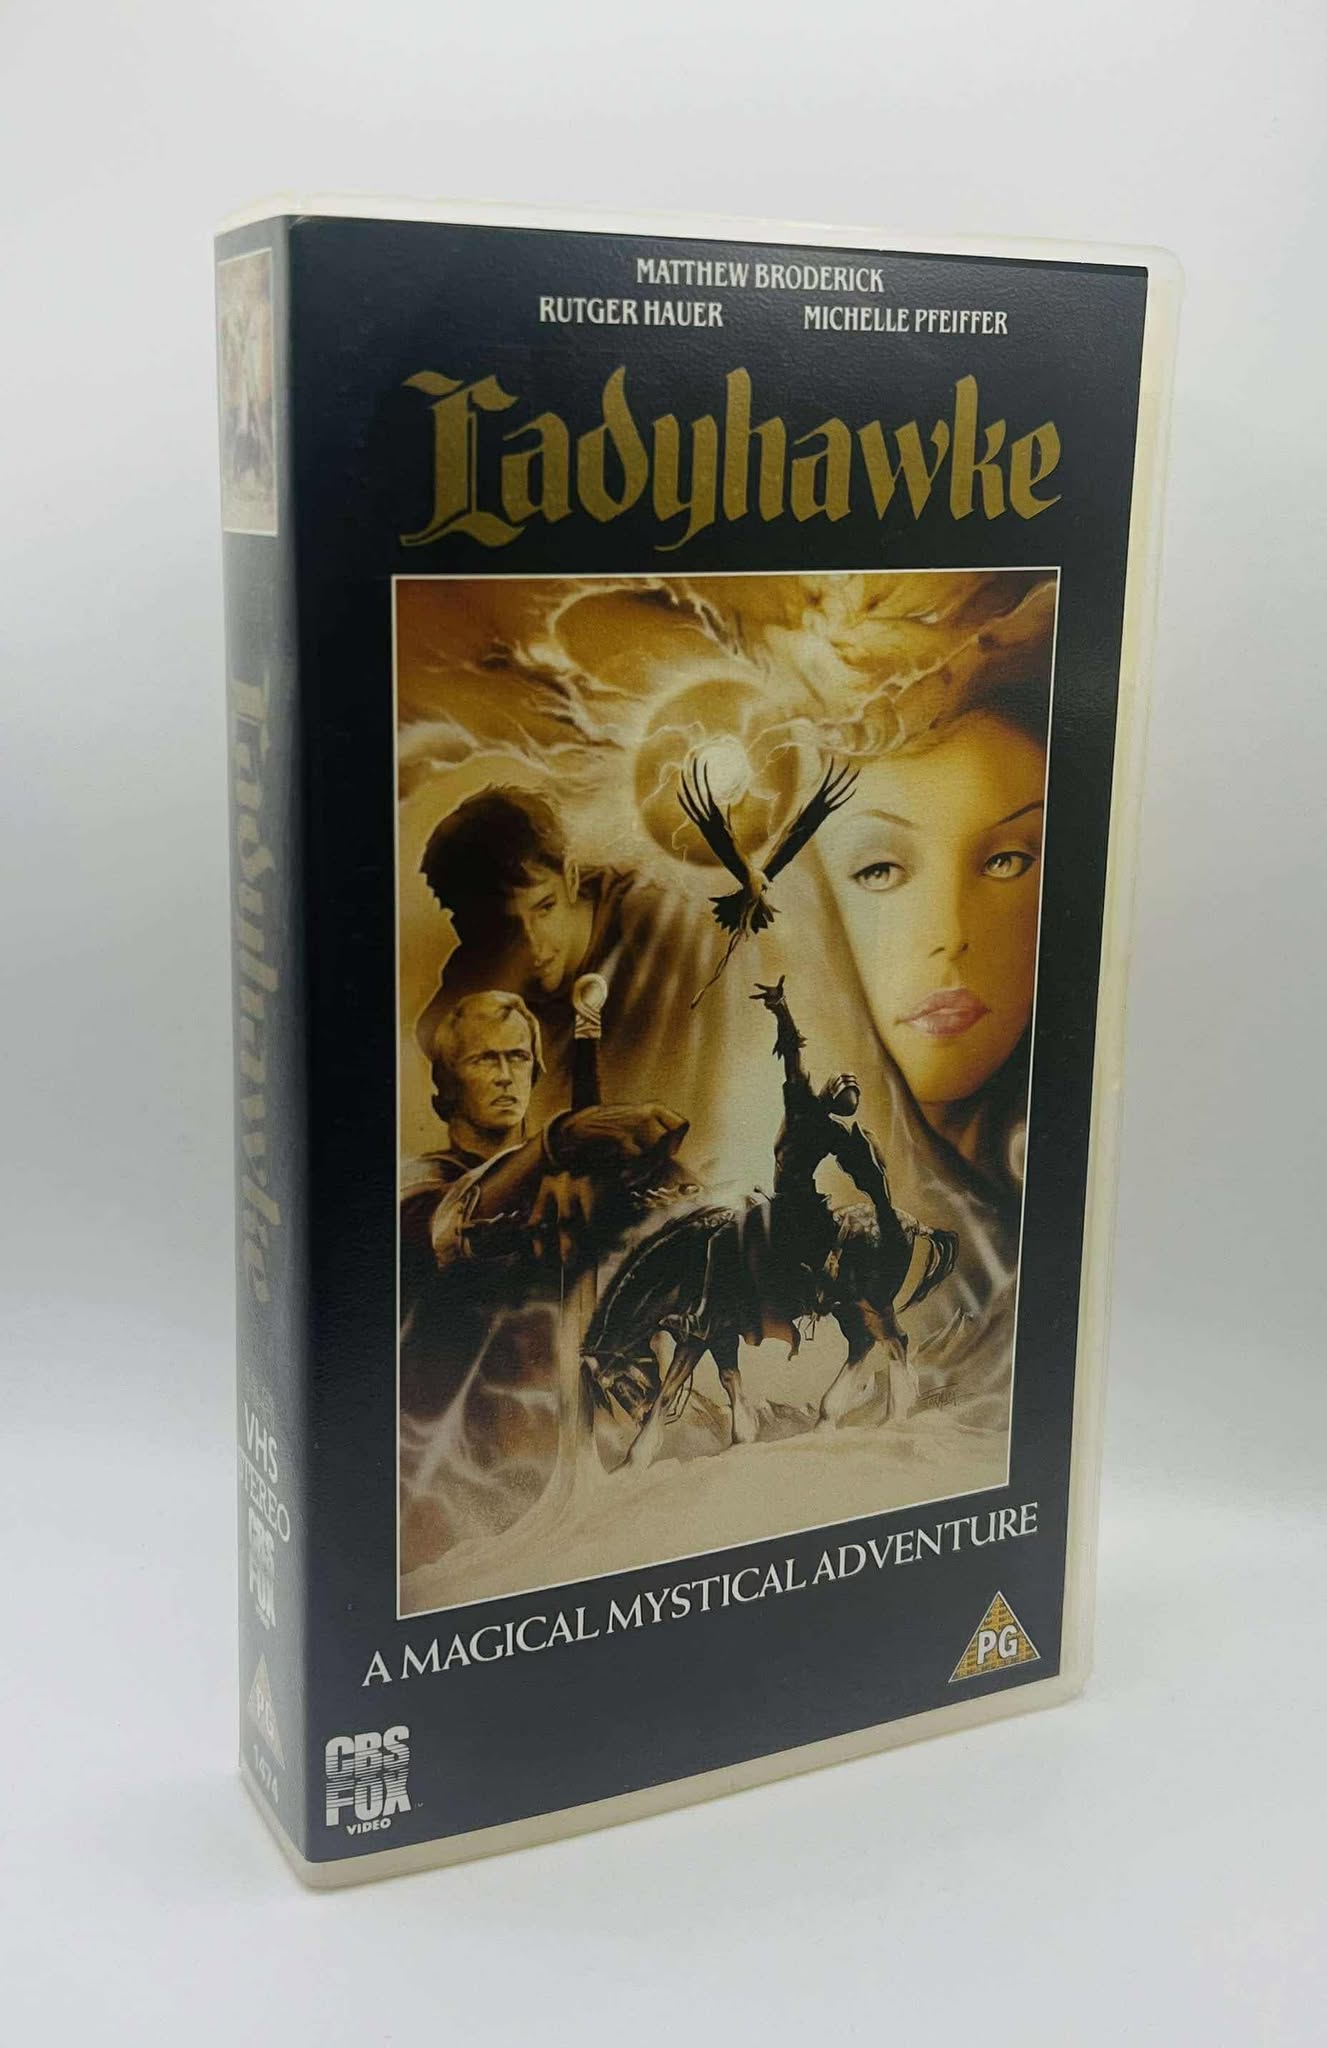 MATTHEW BRODERICK
RUTGER HAUER MICHELLE PFEIFFER
Ladyhawke
A MAGICAL MYSTICAL ADVENTURE
PG
CBS
FOX
VIDEO
Ladyhawke
VHS
STEREO
CBS
FOX
PG
1474